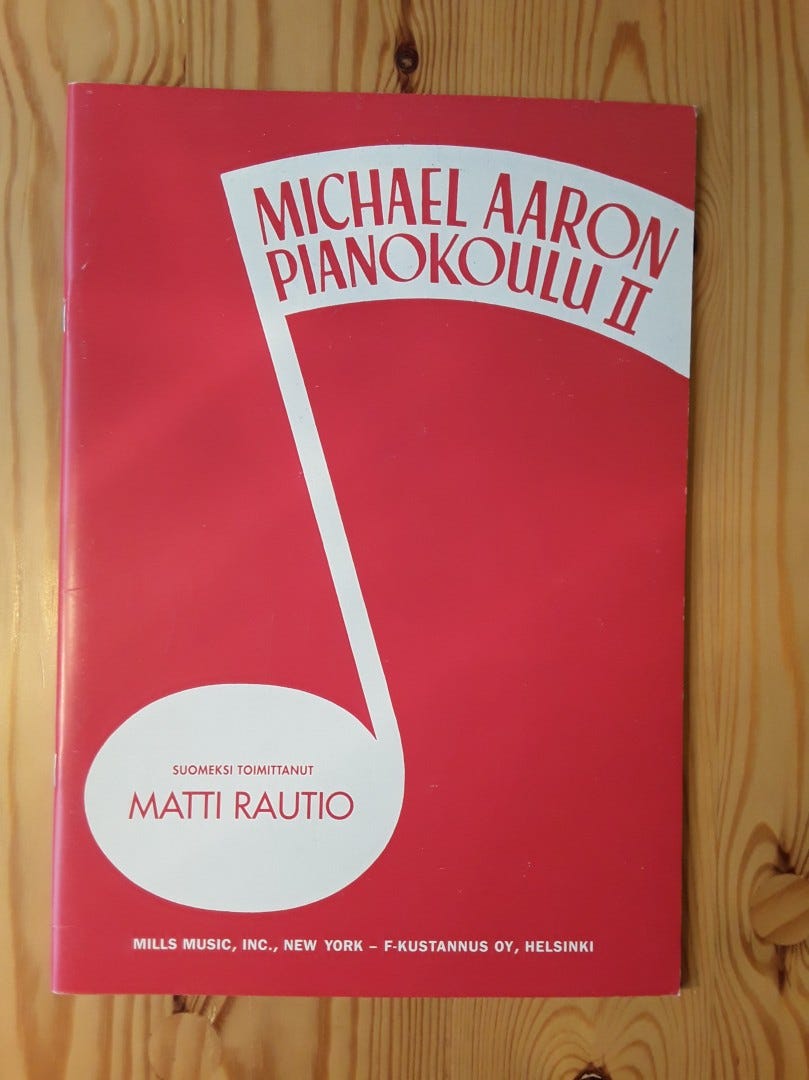 MICHAEL AARON
PIANOKOULU II
SUOMEKSI TOIMITTANUT
MATTI RAUTIO
MILLS MUSIC, INC., NEW YORK – F-KUSTANNUS OY, HELSINKI